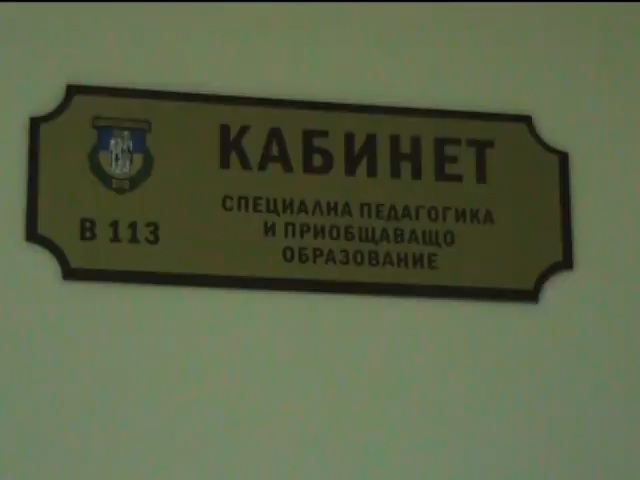 КАБИНЕТ
СПЕЦИАЛНА ПЕДАГОГИКА
И ПРИОБЩАВАЩО
ОБРАЗОВАНИЕ
В 113